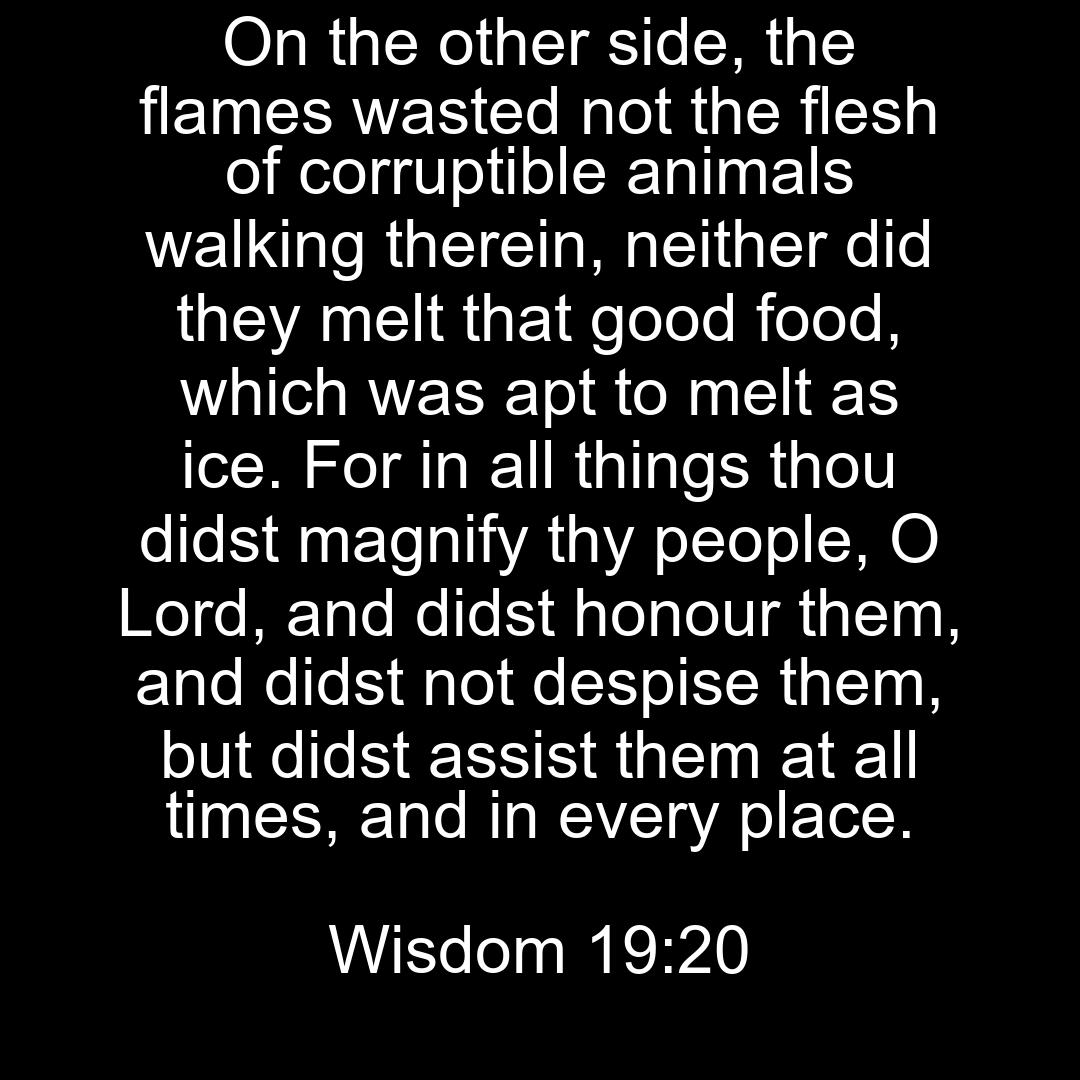 On the other side, the
flames wasted not the flesh
of corruptible animals
walking therein, neither did
they melt that good food,
which was apt to melt as
ice. For in all things thou
didst magnify thy people, O
Lord, and didst honour them,
and didst not despise them,
but didst assist them at all
times, and in every place.
Wisdom 19:20